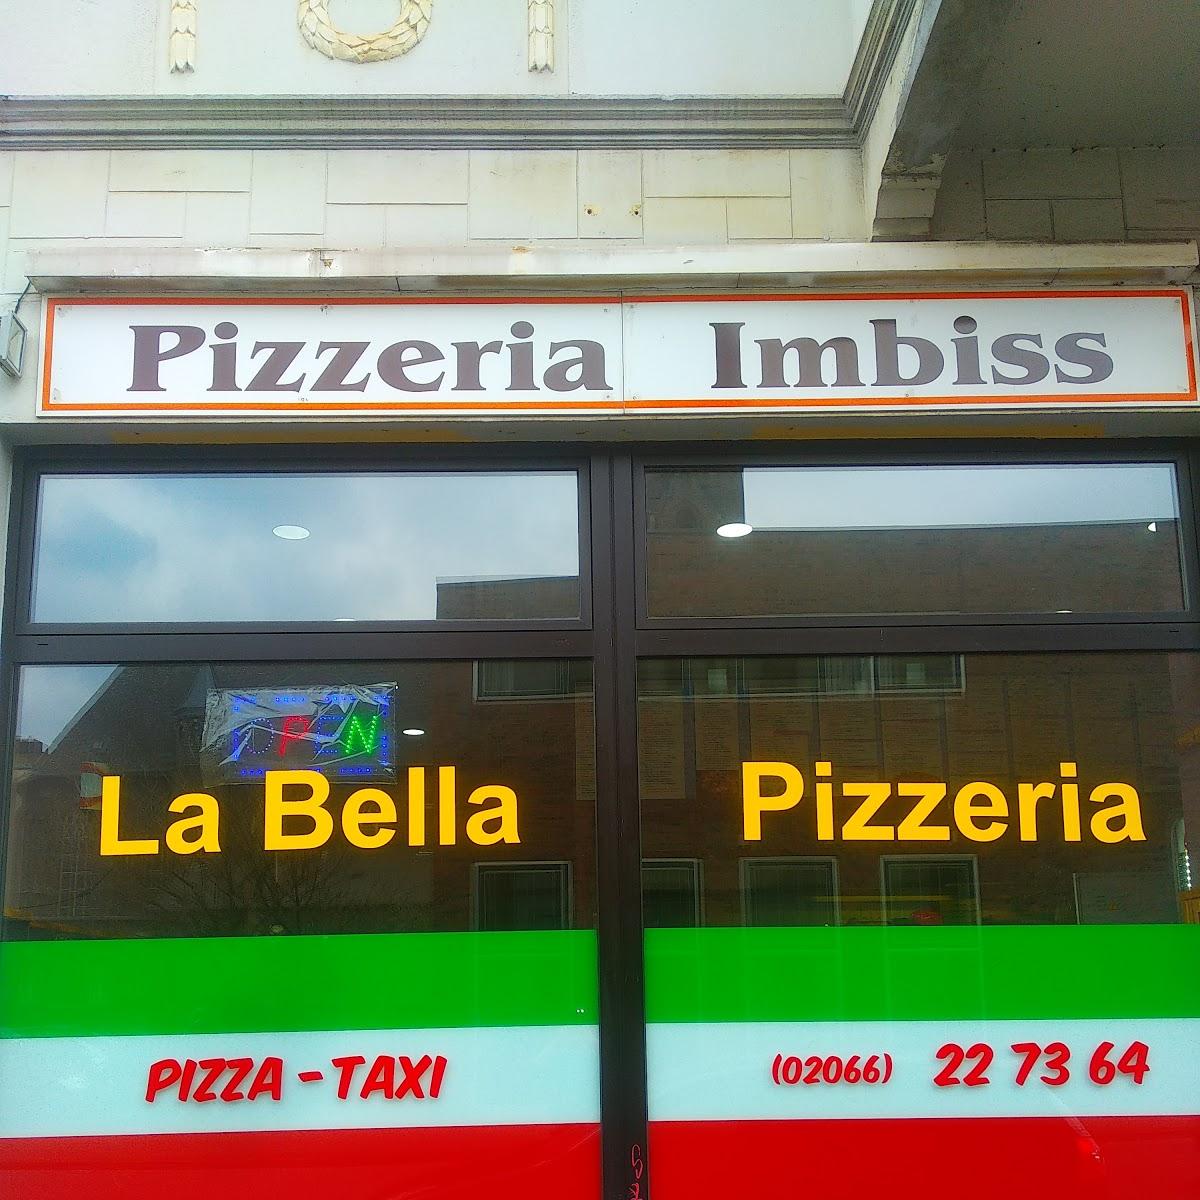 Pizzeria Imbiss
OPEN
La Bella Pizzeria
PIZZA - TAXI (02066) 22 73 64